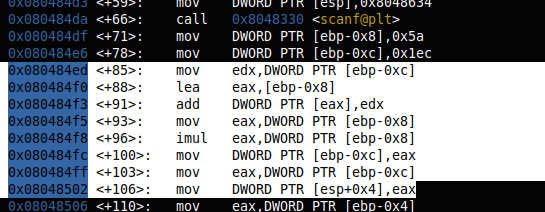 0x080484d3 <+59>: mov DWORD PTR [esp],0x8048634
0x080484da <+66>: call 0x8048330 <scanf@plt>
0x080484df <+71>: mov DWORD PTR [ebp-0x8],0x5a
0x080484e6 <+78>: mov DWORD PTR [ebp-0xc],0x1ec
0x080484ed <+85>: mov edx,DWORD PTR [ebp-0xc]
0x080484f0 <+88>: lea eax,[ebp-0x8]
0x080484f3 <+91>: add DWORD PTR [eax],edx
0x080484f5 <+93>: mov eax,DWORD PTR [ebp-0x8]
0x080484f8 <+96>: imul eax,DWORD PTR [ebp-0x8]
0x080484fc <+100>: mov DWORD PTR [ebp-0xc],eax
0x080484ff <+103>: mov eax,DWORD PTR [ebp-0xc]
0x08048502 <+106>: mov DWORD PTR [esp+0x4],eax
0x08048506 <+110>: mov eax,DWORD PTR [ebp-0x4]